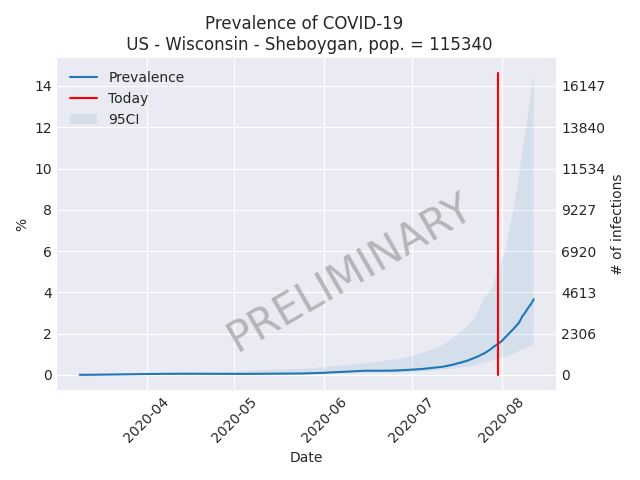 Prevalence of COVID-19
US - Wisconsin - Sheboygan, pop. = 115340
Prevalence
Today
95CI
PRELIMINARY
%
14
12
10
8
6
4
2
0
16147
13840
11534
9227
6920
4613
2306
0
# of infections
2020-04
2020-05
2020-06
2020-07
2020-08
Date